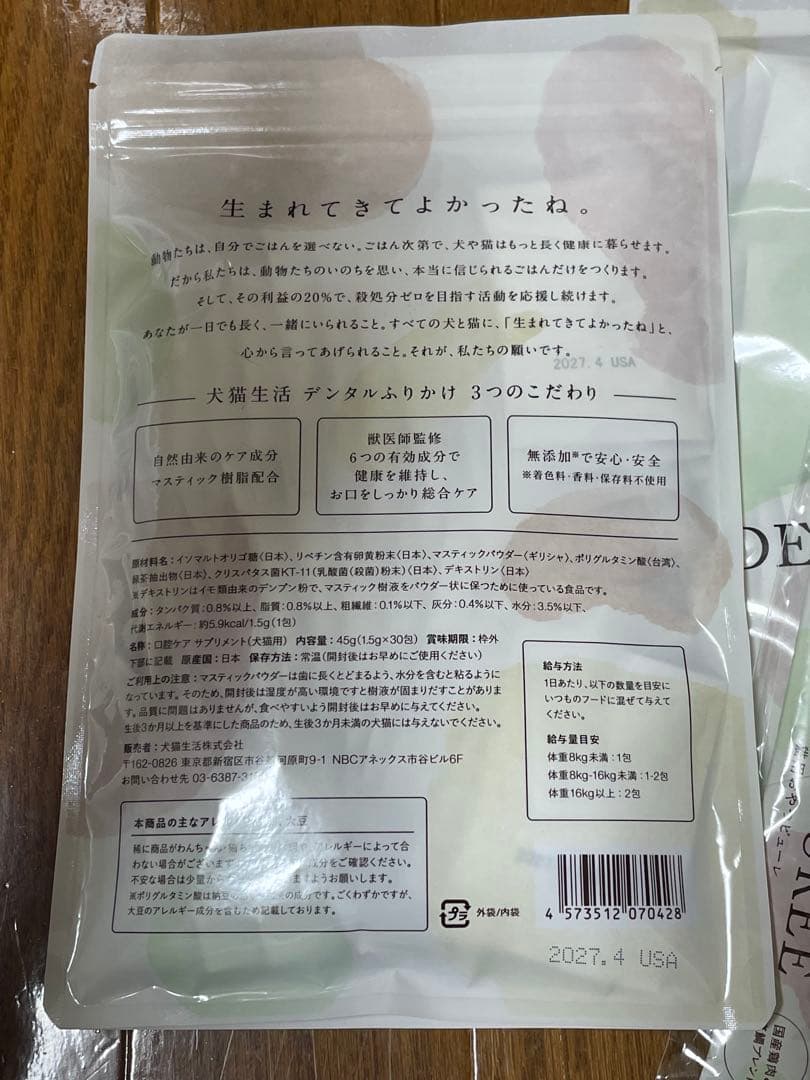 生まれてきてよかったね。
動物たちは、自分でごはんを選べない。ごはん次第で、犬や猫はもっと長く健康に暮らせます。
だから私たちは、動物たちのいのちを思い、本当に信じられるごはんだけをつくります。
そして、その利益の20%で、殺処分ゼロを目指す活動を応援し続けます。
あなたが一日でも長く、一緒にいられること。すべての犬と猫に、「生まれてきてよかったね」と、
心から言ってあげられること。それが、私たちの願いです。
2027.4 USA
犬猫生活 デンタルふりかけ 3つのこだわり
自然由来のケア成分
マスティック樹脂配合
獣医師監修
6つの有効成分で
健康を維持し、
お口をしっかり総合ケア
無添加※で安心・安全
※着色料・香料・保存料不使用
原材料名：イソマルトオリゴ糖（日本）、リベチン含有卵黄粉末（日本）、マスティックパウダー（ギリシャ）、ポリグルタミン酸（台湾）、
緑茶抽出物（日本）、クリスパタス菌KT-11（乳酸菌（殺菌）粉末）（日本）、デキストリン（日本）
※デキストリンはイモ類由来のデンプン粉で、マスティック樹液をパウダー状に保つために使っている食品です。
成分：タンパク質：0.8%以上、脂質：0.8%以上、粗繊維：0.1%以下、灰分：0.4%以下、水分：3.5%以下、
代謝エネルギー：約5.9kcal/1.5g（1包）
名称：口腔ケア サプリメント（犬猫用） 内容量：45g（1.5g×30包） 賞味期限：枠外
下部に記載 原産国：日本 保存方法：常温（開封後はお早めにご使用ください）
ご利用上の注意：マスティックパウダーは歯に長くとどまるよう、水分を含むと粘るように
なっています。そのため、開封後は湿度が高い環境ですと樹液が固まりだすことがありま
す。品質に問題はありませんが、食べやすいよう開封後はお早めに与えてください。
生後3か月以上を基準にした商品のため、生後3か月未満の犬猫には与えないでください。
販売者：犬猫生活株式会社
〒162-0826 東京都新宿区市谷 河原町9-1 NBCアネックス市谷ビル6F
お問い合わせ先 03-6387-31
給与方法
1日あたり、以下の数量を目安に
いつものフードに混ぜて与えて
ください。
給与量目安
体重8kg未満：1包
体重8kg-16kg未満：1-2包
体重16kg以上：2包
本商品の主なアレル 大豆
稀に商品がわんち アレルギーによって合
わない場合がございます 成分をご確認ください。
不安な場合は少量から ますようお願いします。
※ポリグルタミン酸は納豆の の成分です。ごくわずかですが、
大豆のアレルギー成分を含むため記載しております。
プラ
外袋/内袋
4 573512 070428
2027.4 USA
DE
ピューレ
UREE
国産鶏肉